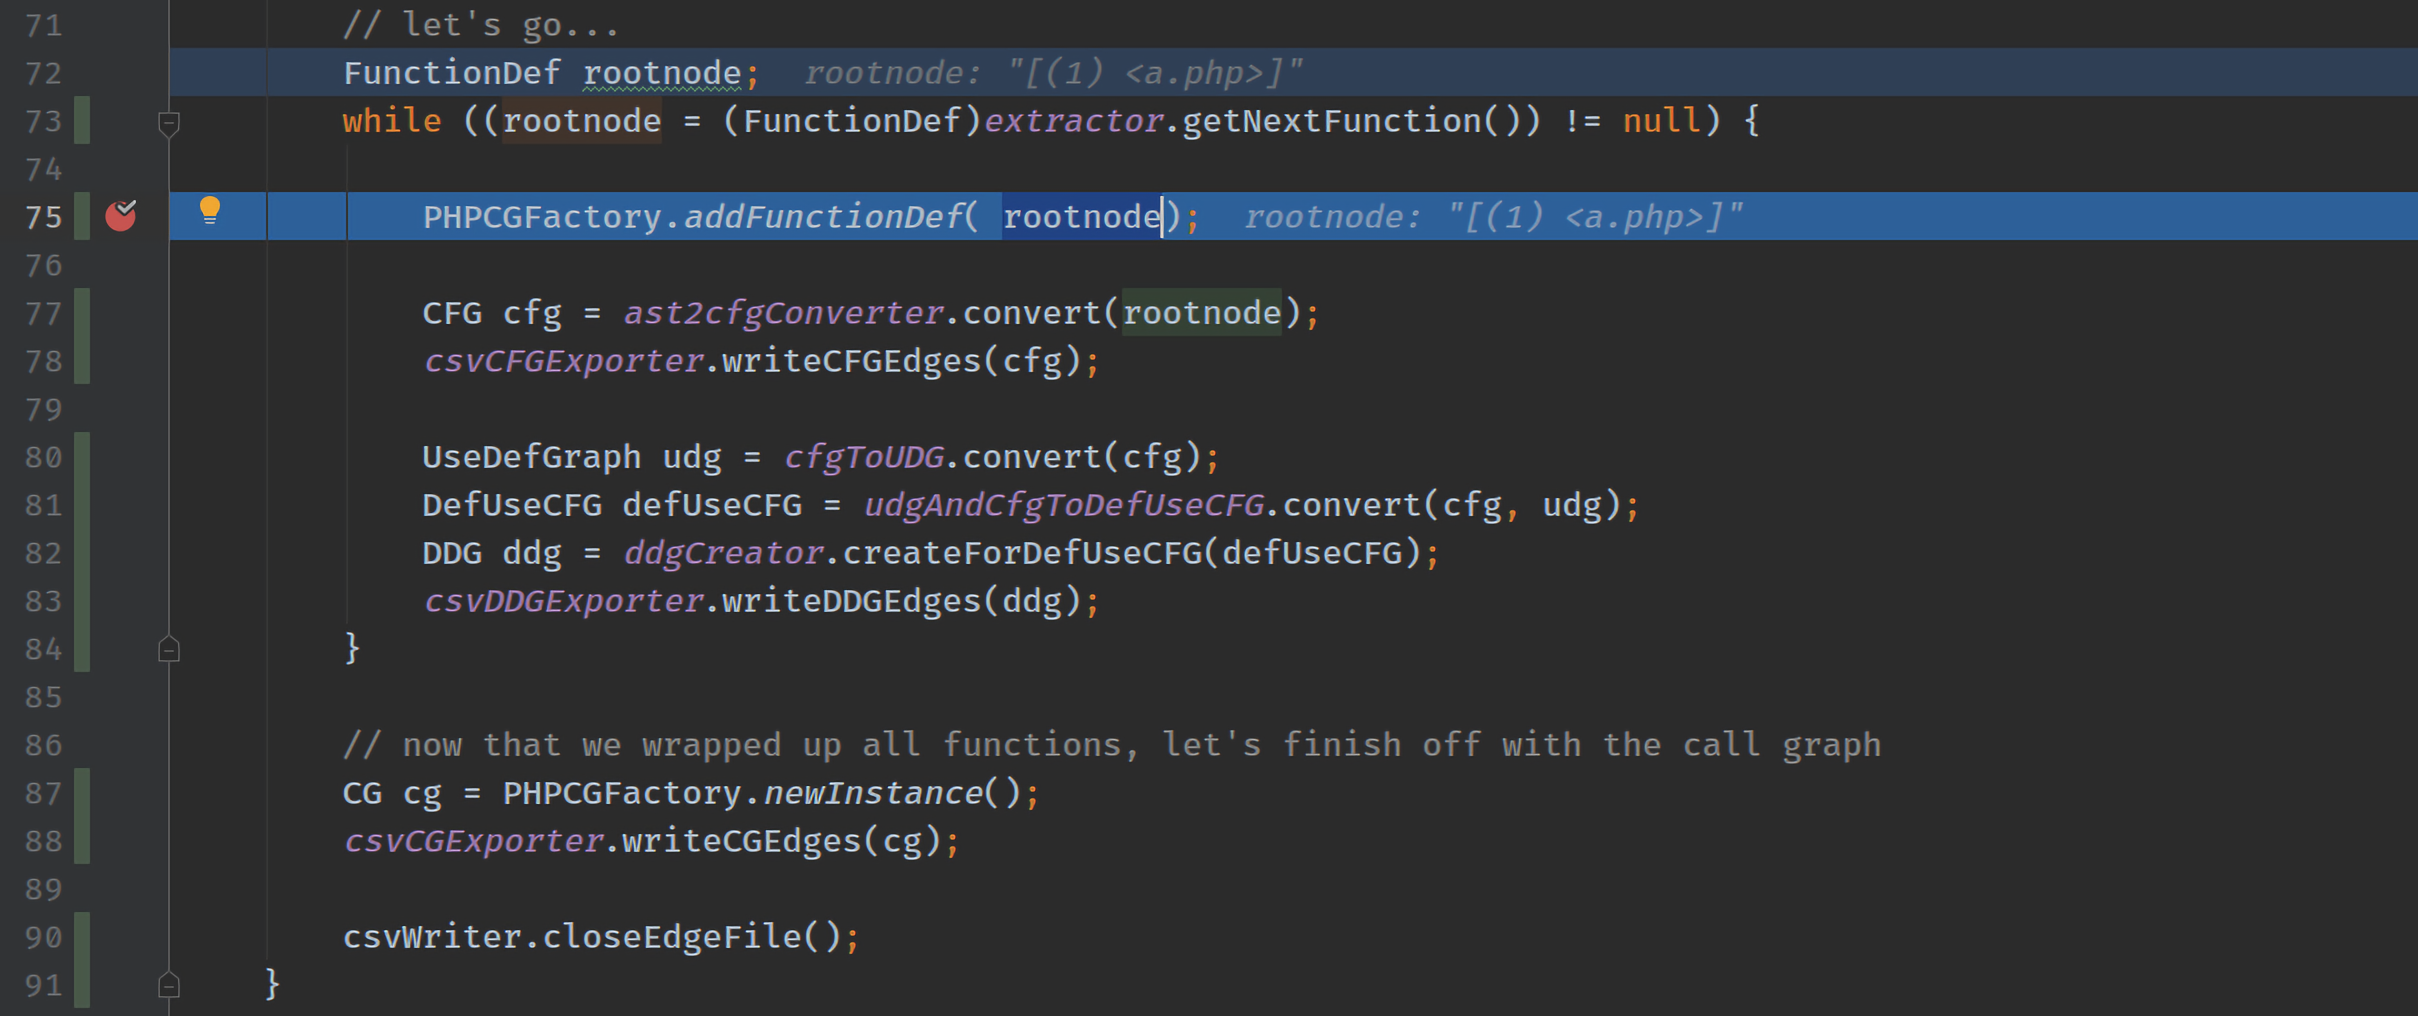 71 // let's go...
72 FunctionDef rootnode; rootnode: "[(1) <a.php>]"
73 while ((rootnode = (FunctionDef)extractor.getNextFunction()) != null) {
74
75 PHPCGFactory.addFunctionDef( rootnode); rootnode: "[(1) <a.php>]"
76
77 CFG cfg = ast2cfgConverter.convert(rootnode);
78 csvCFGExporter.writeCFGEdges(cfg);
79
80 UseDefGraph udg = cfgToUDG.convert(cfg);
81 DefUseCFG defUseCFG = udgAndCfgToDefUseCFG.convert(cfg, udg);
82 DDG ddg = ddgCreator.createForDefUseCFG(defUseCFG);
83 csvDDGExporter.writeDDGEdges(ddg);
84 }
85
86 // now that we wrapped up all functions, let's finish off with the call graph
87 CG cg = PHPCGFactory.newInstance();
88 csvCGExporter.writeCGEdges(cg);
89
90 csvWriter.closeEdgeFile();
91 }